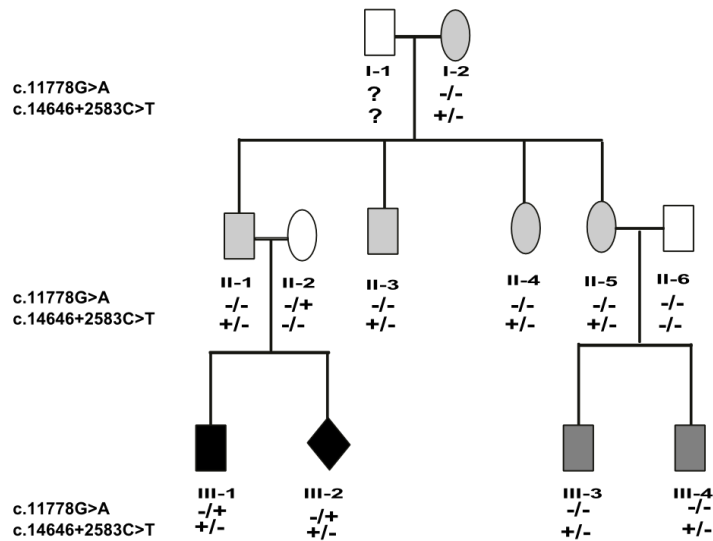 I-1 I-2
c.11778G>A ? -/-
c.14646+2583C>T ? +/-
II-1 II-2 II-3 II-4 II-5 II-6
c.11778G>A -/- -/+ -/- -/- -/- -/-
c.14646+2583C>T +/- -/- +/- +/- +/- -/-
III-1 III-2 III-3 III-4
c.11778G>A -/+ -/+ -/- -/-
c.14646+2583C>T +/- +/- +/- +/-